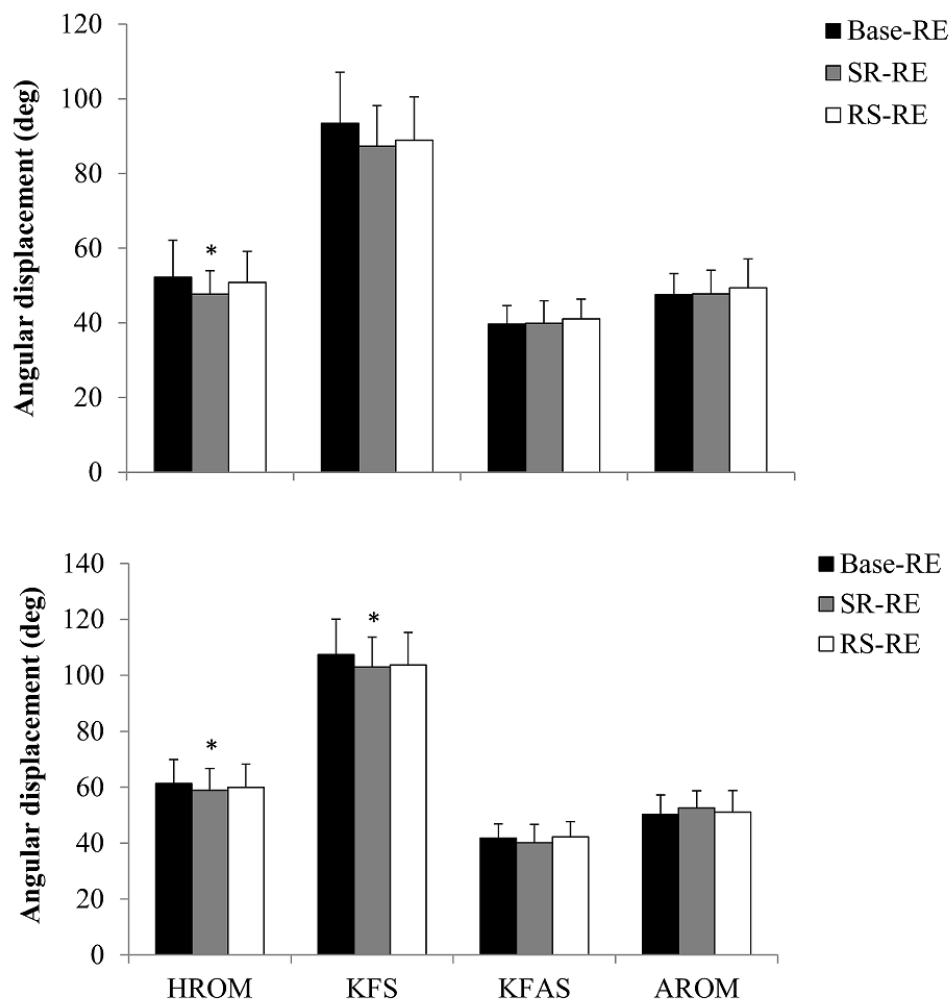 Angular displacement (deg)
120
100
80
60
40
20
0
*
Base-RE
SR-RE
RS-RE
Angular displacement (deg)
140
120
100
80
60
40
20
0
*
*
HROM KFS KFAS AROM
Base-RE
SR-RE
RS-RE